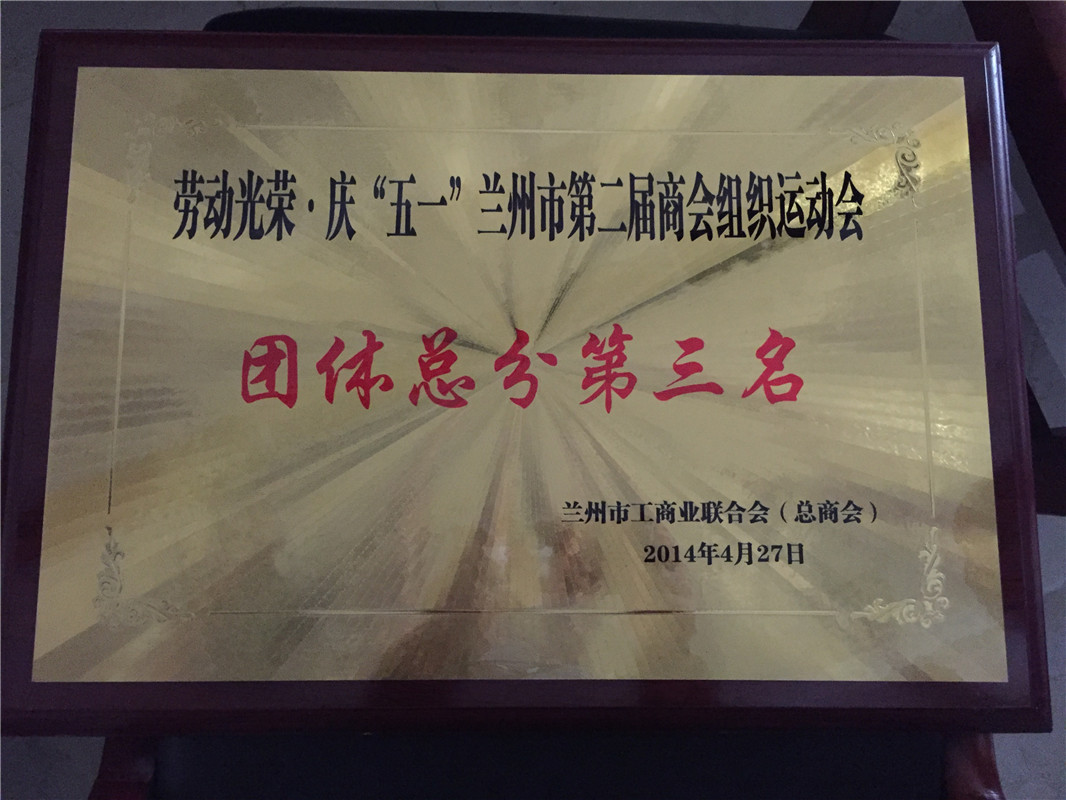 劳动光荣·庆“五一”兰州市第二届商会组织运动会
团体总分第三名
兰州市工商业联合会（总商会）
2014年4月27日